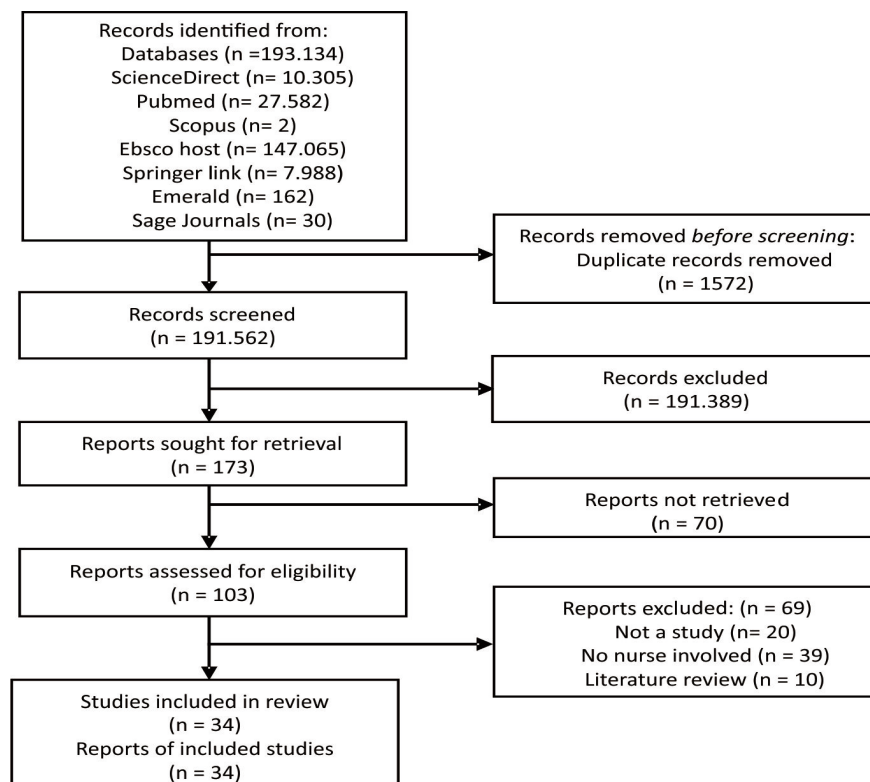 Records identified from:
Databases (n =193.134)
ScienceDirect (n= 10.305)
Pubmed (n= 27.582)
Scopus (n= 2)
Ebsco host (n= 147.065)
Springer link (n= 7.988)
Emerald (n= 162)
Sage Journals (n= 30)
Records removed before screening:
Duplicate records removed
(n = 1572)
Records screened
(n = 191.562)
Records excluded
(n = 191.389)
Reports sought for retrieval
(n = 173)
Reports not retrieved
(n = 70)
Reports assessed for eligibility
(n = 103)
Reports excluded: (n = 69)
Not a study (n= 20)
No nurse involved (n = 39)
Literature review (n = 10)
Studies included in review
(n = 34)
Reports of included studies
(n = 34)